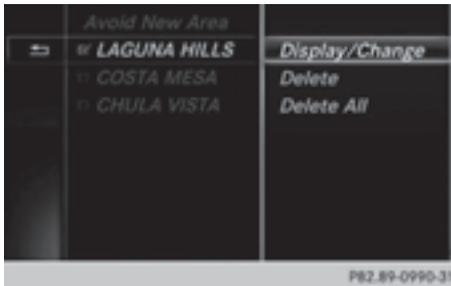 Avoid New Area
LAGUNA HILLS
COSTA MESA
CHULA VISTA
Display/Change
Delete
Delete All
P82.89-0990-31